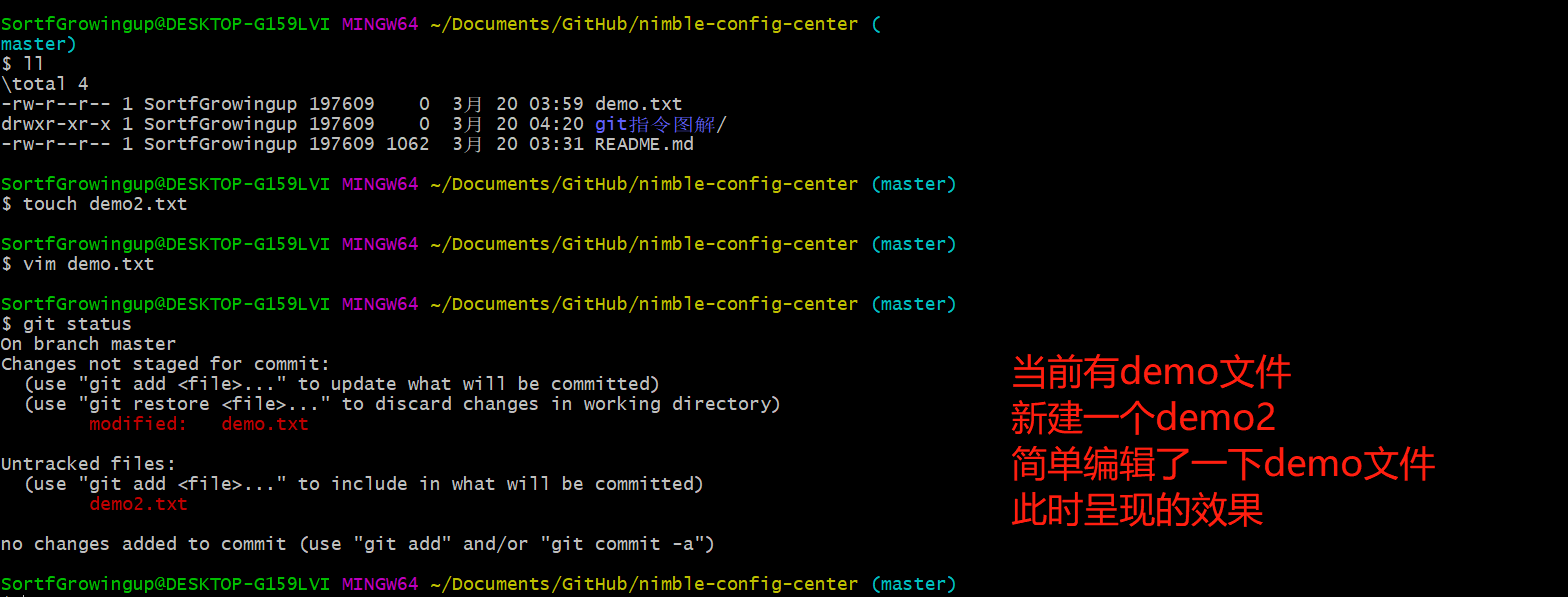 SortfGrowingup@DESKTOP-G159LVI MINGW64 ~/Documents/GitHub/nimble-config-center (
master)
$ ll
\total 4
-rw-r--r-- 1 SortfGrowingup 197609    0  3月 20 03:59 demo.txt
drwxr-xr-x 1 SortfGrowingup 197609    0  3月 20 04:20 git指令图解/
-rw-r--r-- 1 SortfGrowingup 197609 1062  3月 20 03:31 README.md

SortfGrowingup@DESKTOP-G159LVI MINGW64 ~/Documents/GitHub/nimble-config-center (master)
$ touch demo2.txt

SortfGrowingup@DESKTOP-G159LVI MINGW64 ~/Documents/GitHub/nimble-config-center (master)
$ vim demo.txt

SortfGrowingup@DESKTOP-G159LVI MINGW64 ~/Documents/GitHub/nimble-config-center (master)
$ git status
On branch master
Changes not staged for commit:
  (use "git add <file>..." to update what will be committed)
  (use "git restore <file>..." to discard changes in working directory)
        modified:   demo.txt

Untracked files:
  (use "git add <file>..." to include in what will be committed)
        demo2.txt

no changes added to commit (use "git add" and/or "git commit -a")

SortfGrowingup@DESKTOP-G159LVI MINGW64 ~/Documents/GitHub/nimble-config-center (master)
当前有demo文件
新建一个demo2
简单编辑了一下demo文件
此时呈现的效果